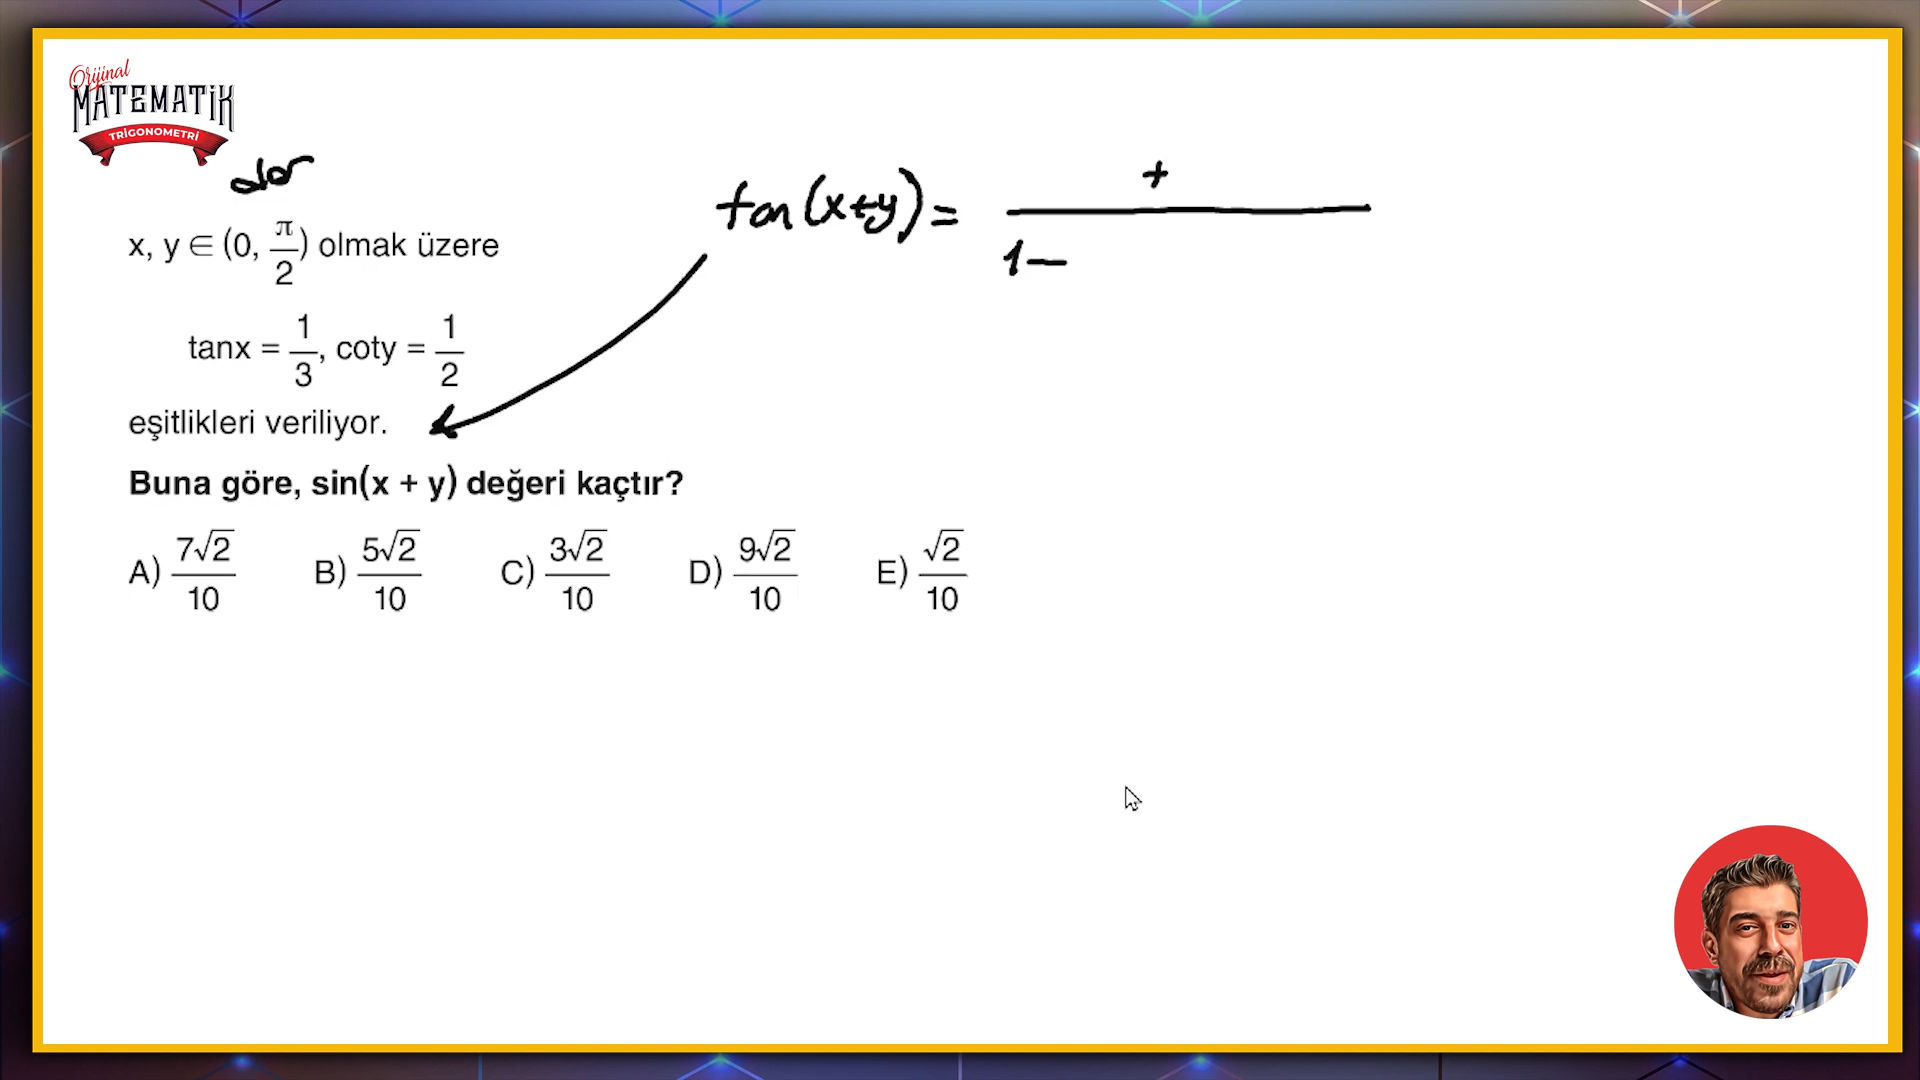 Orijinal
MATEMATİK
TRİGONOMETRİ
x, y ∈ (0, π/2) olmak üzere
tanx = 1/3, coty = 1/2
eşitlikleri veriliyor.
Buna göre, sin(x + y) değeri kaçtır?
A) 7√2/10 B) 5√2/10 C) 3√2/10 D) 9√2/10 E) √2/10
tan(x+y) = +
1-